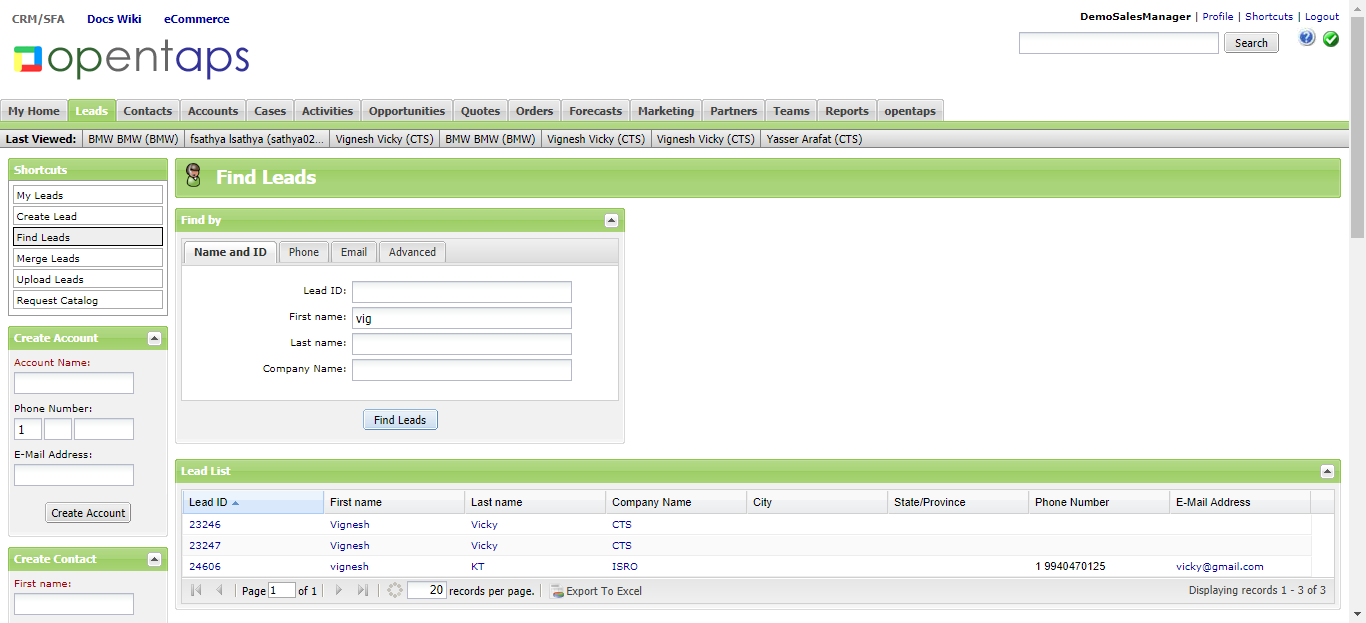 CRM/SFA Docs Wiki eCommerce
DemoSalesManager | Profile | Shortcuts | Logout
opentaps
Search
My Home Leads Contacts Accounts Cases Activities Opportunities Quotes Orders Forecasts Marketing Partners Teams Reports opentaps
Last Viewed: BMW BMW (BMW) fsathya lsathya (sathya02... Vignesh Vicky (CTS) BMW BMW (BMW) Vignesh Vicky (CTS) Vignesh Vicky (CTS) Yasser Arafat (CTS)
Shortcuts
My Leads
Create Lead
Find Leads
Merge Leads
Upload Leads
Request Catalog
Create Account
Account Name:
Phone Number:
1
E-Mail Address:
Create Account
Create Contact
First name:
Find Leads
Find by
Name and ID Phone Email Advanced
Lead ID:
First name: vig
Last name:
Company Name:
Find Leads
Lead List
Lead ID First name Last name Company Name City State/Province Phone Number E-Mail Address
23246 Vignesh Vicky CTS
23247 Vignesh Vicky CTS
24606 vignesh KT ISRO 1 9940470125 vicky@gmail.com
Page 1 of 1 20 records per page. Export To Excel Displaying records 1 - 3 of 3